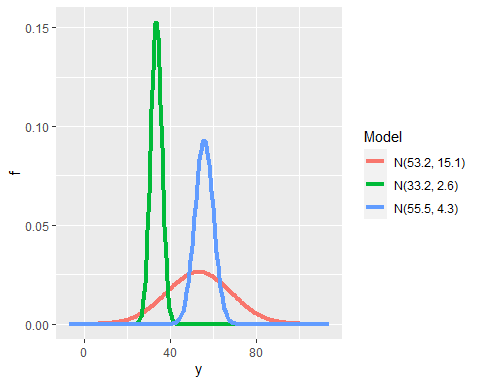 0.15
0.10
0.05
0.00
f
0
40
80
y
Model
N(53.2, 15.1)
N(33.2, 2.6)
N(55.5, 4.3)